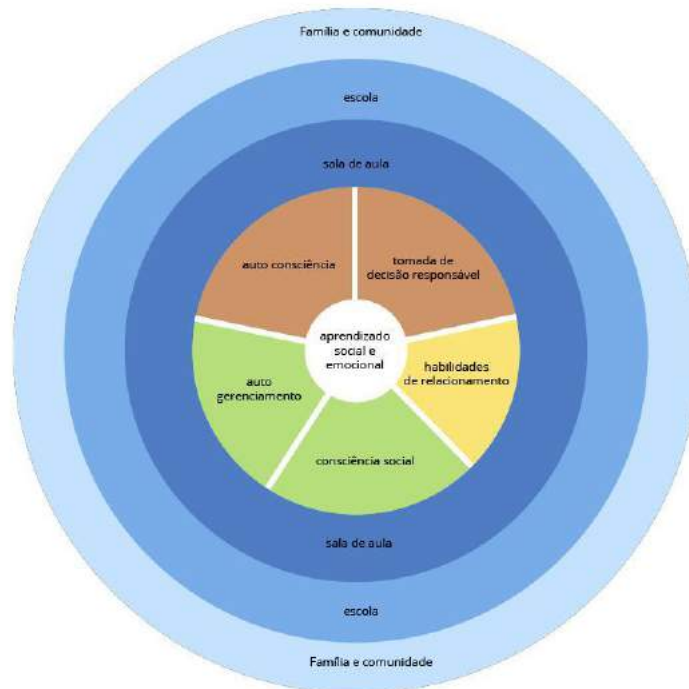 Família e comunidade
escola
sala de aula
auto consciência
tomada de
decisão responsável
aprendizado
social e
emocional
auto
gerenciamento
habilidades
de relacionamento
consciência social
sala de aula
escola
Família e comunidade